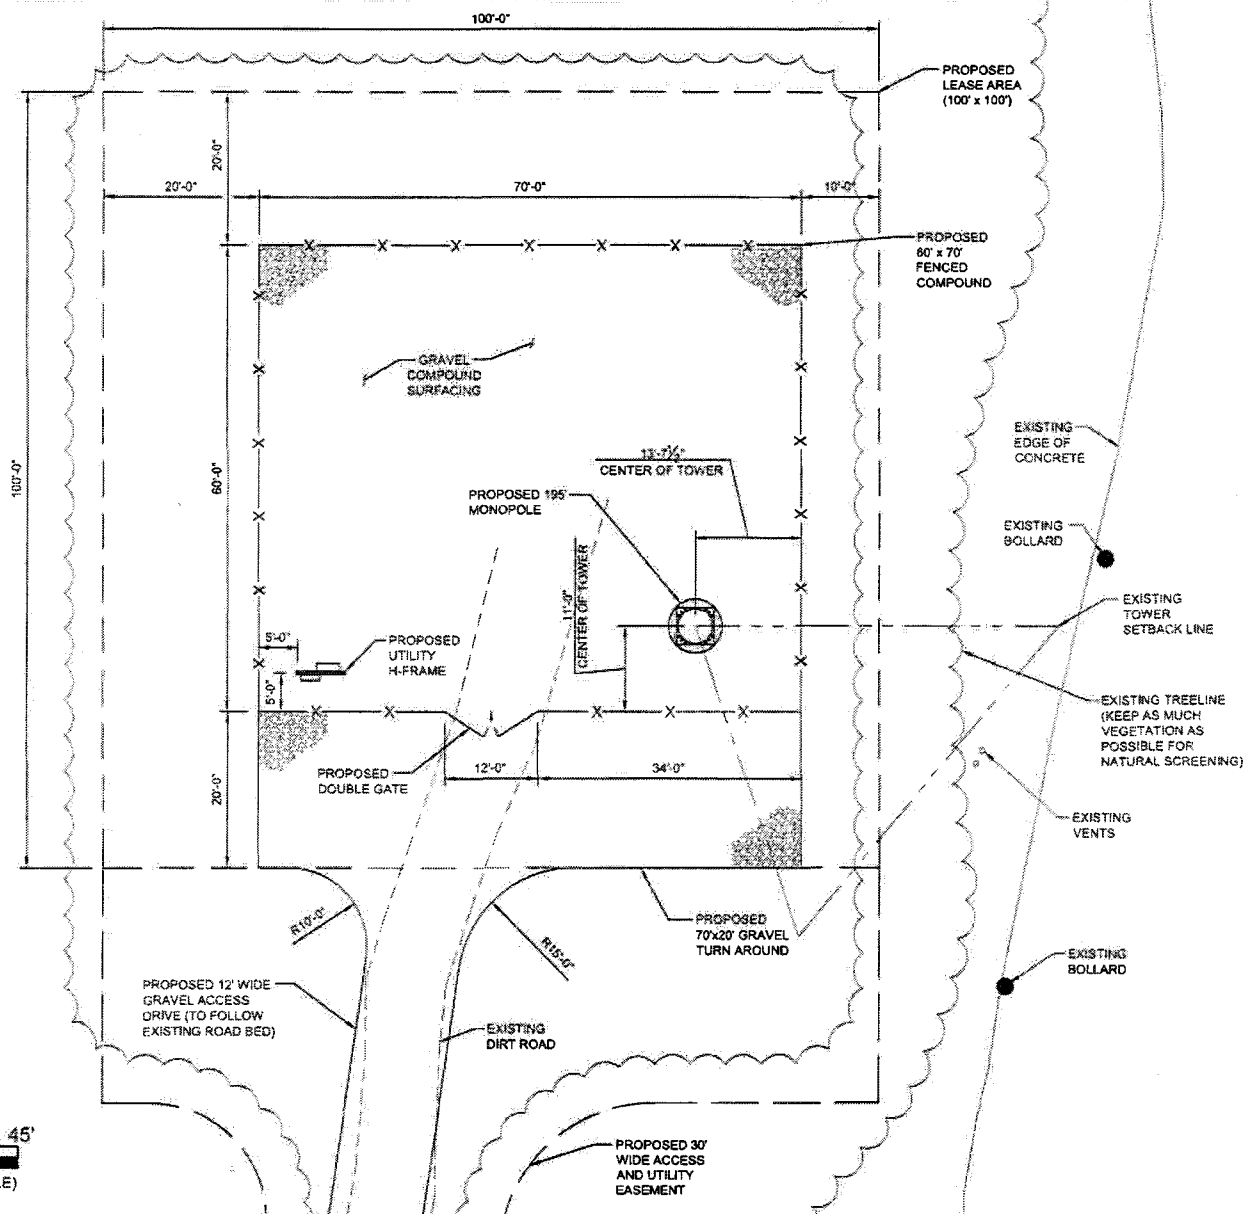 100'-0"
PROPOSED
LEASE AREA
(100' x 100')
20'-0"
20'-0"
70'-0"
10'-0"
PROPOSED
60' x 70'
FENCED
COMPOUND
GRAVEL
COMPOUND
SURFACING
EXISTING
EDGE OF
CONCRETE
100'-0"
60'-0"
13'-7½"
CENTER OF TOWER
PROPOSED 195'
MONOPOLE
EXISTING
BOLLARD
11'-0"
CENTER OF TOWER
EXISTING
TOWER
SETBACK LINE
5'-0"
PROPOSED
UTILITY
H-FRAME
5'-0"
EXISTING TREELINE
(KEEP AS MUCH
VEGETATION AS
POSSIBLE FOR
NATURAL SCREENING)
PROPOSED
DOUBLE GATE
12'-0"
34'-0"
20'-0"
EXISTING
VENTS
R10'-0"
R15'-0"
PROPOSED
70'x20' GRAVEL
TURN AROUND
EXISTING
BOLLARD
PROPOSED 12' WIDE
GRAVEL ACCESS
DRIVE (TO FOLLOW
EXISTING ROAD BED)
EXISTING
DIRT ROAD
45'
LE)
PROPOSED 30'
WIDE ACCESS
AND UTILITY
EASEMENT